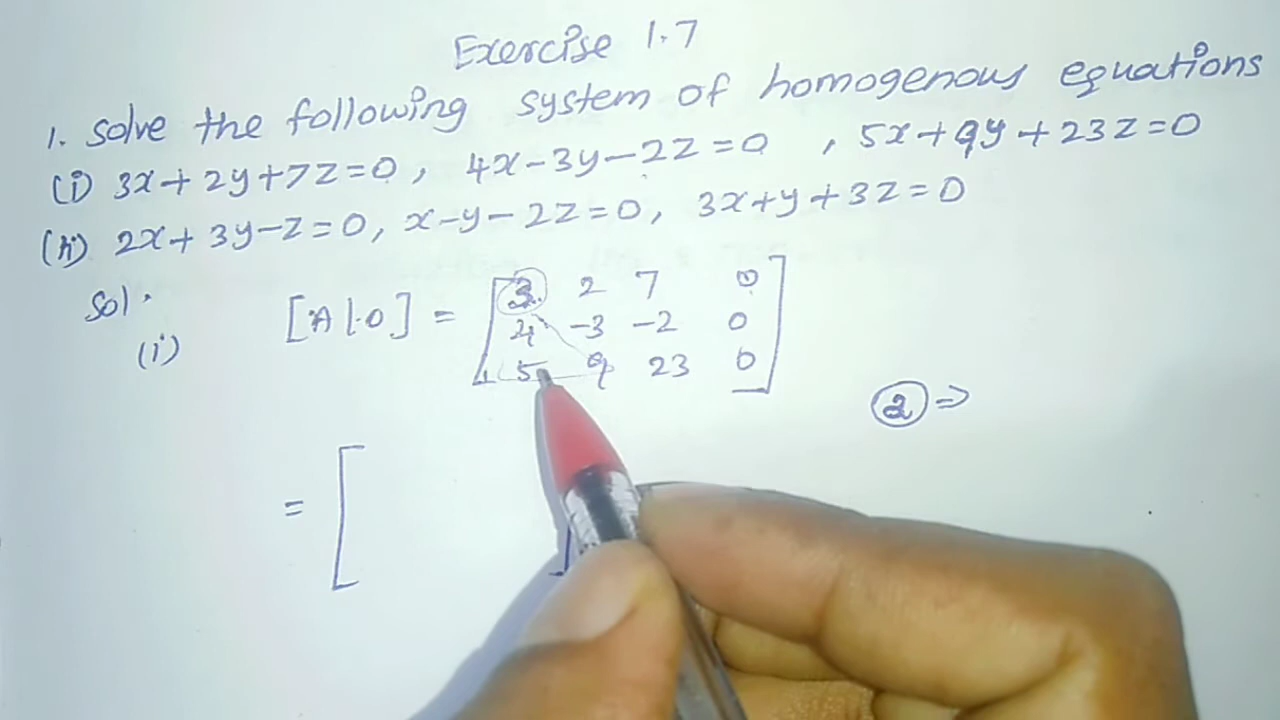 Exercise 1.7
1. solve the following system of homogenous equations
(i) 3x+2y+7z=0, 4x-3y-2z=0, 5x+9y+23z=0
(ii) 2x+3y-z=0, x-y-2z=0, 3x+y+3z=0
Sol.
(i) [A|0] = [3 2 7 0
4 -3 -2 0
5 9 23 0]
② ⇒
= [